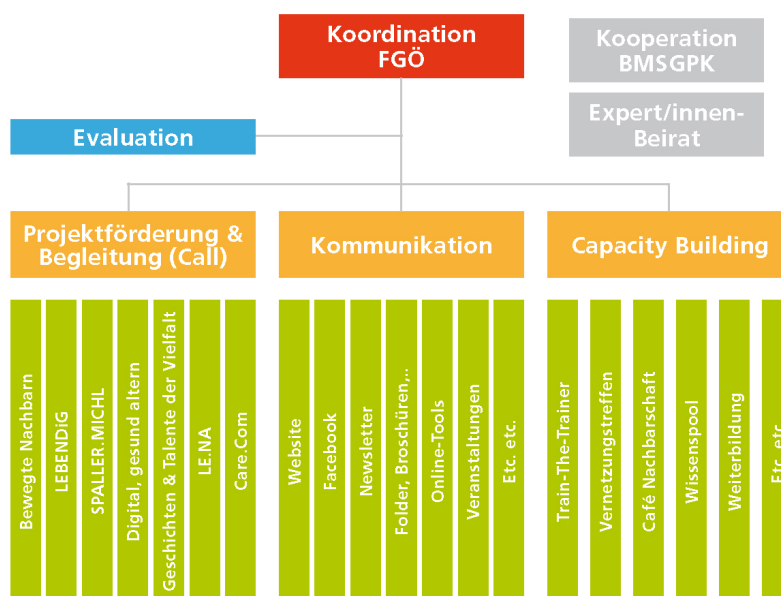 Koordination
FGÖ
Kooperation
BMSGPK
Expert/innen-
Beirat
Evaluation
Projektförderung &
Begleitung (Call)
Kommunikation
Capacity Building
Bewegte Nachbarn
LEBENDiG
SPALLER.MICHL
Digital, gesund altern
Geschichten & Talente der Vielfalt
LE.NA
Care.Com
Website
Facebook
Newsletter
Folder, Broschüren,..
Online-Tools
Veranstaltungen
Etc. etc.
Train-The-Trainer
Vernetzungstreffen
Café Nachbarschaft
Wissenspool
Weiterbildung
Etc. etc.